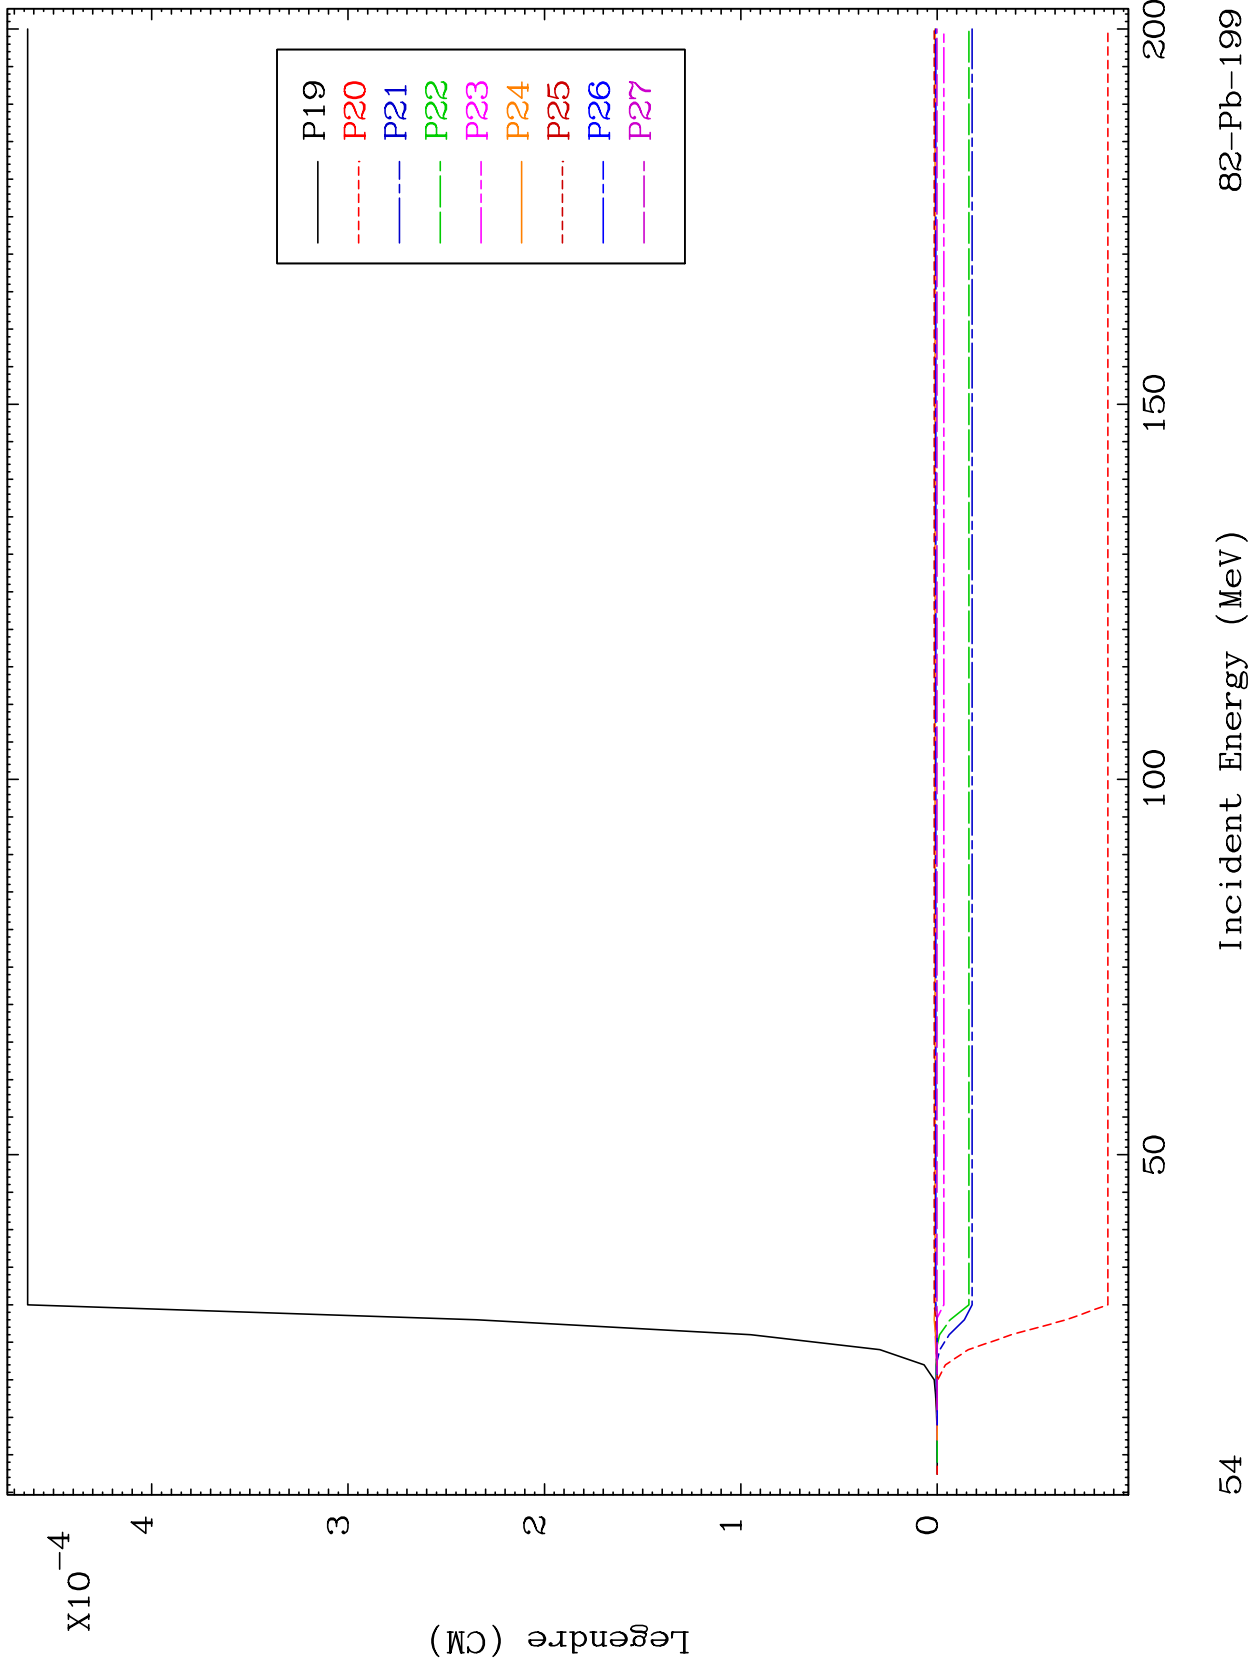 X10-4
4
3
2
1
0
Legendre (CM)
P19
P20
P21
P22
P23
P24
P25
P26
P27
50
100
150
200
Incident Energy (MeV)
54
82-Pb-199